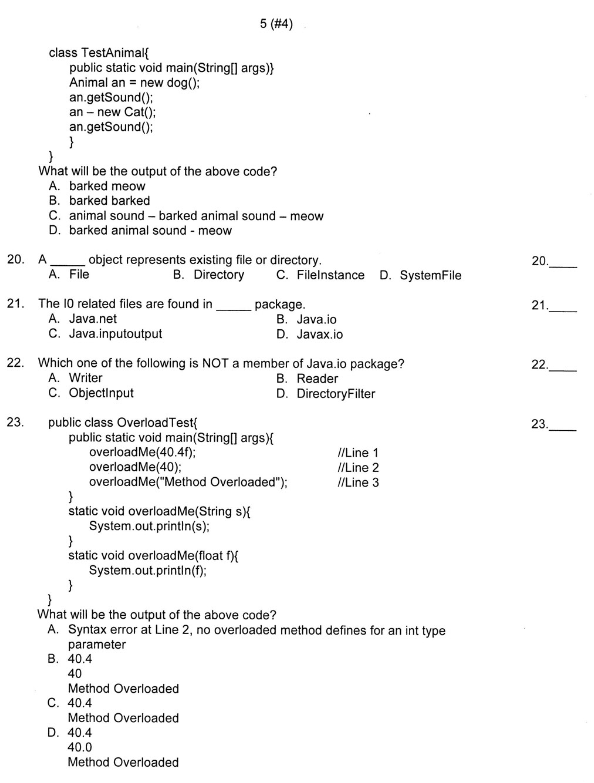 5 (#4)
class TestAnimal{
public static void main(String[] args)}
Animal an = new dog();
an.getSound();
an – new Cat();
an.getSound();
}
}
What will be the output of the above code?
A. barked meow
B. barked barked
C. animal sound – barked animal sound – meow
D. barked animal sound - meow
20. A _____ object represents existing file or directory. 20.____
A. File B. Directory C. FileInstance D. SystemFile
21. The I0 related files are found in _____ package. 21.____
A. Java.net B. Java.io
C. Java.inputoutput D. Javax.io
22. Which one of the following is NOT a member of Java.io package? 22.____
A. Writer B. Reader
C. ObjectInput D. DirectoryFilter
23. public class OverloadTest{ 23.____
public static void main(String[] args){
overloadMe(40.4f); //Line 1
overloadMe(40); //Line 2
overloadMe("Method Overloaded"); //Line 3
}
static void overloadMe(String s){
System.out.println(s);
}
static void overloadMe(float f){
System.out.println(f);
}
}
What will be the output of the above code?
A. Syntax error at Line 2, no overloaded method defines for an int type
parameter
B. 40.4
40
Method Overloaded
C. 40.4
Method Overloaded
D. 40.4
40.0
Method Overloaded